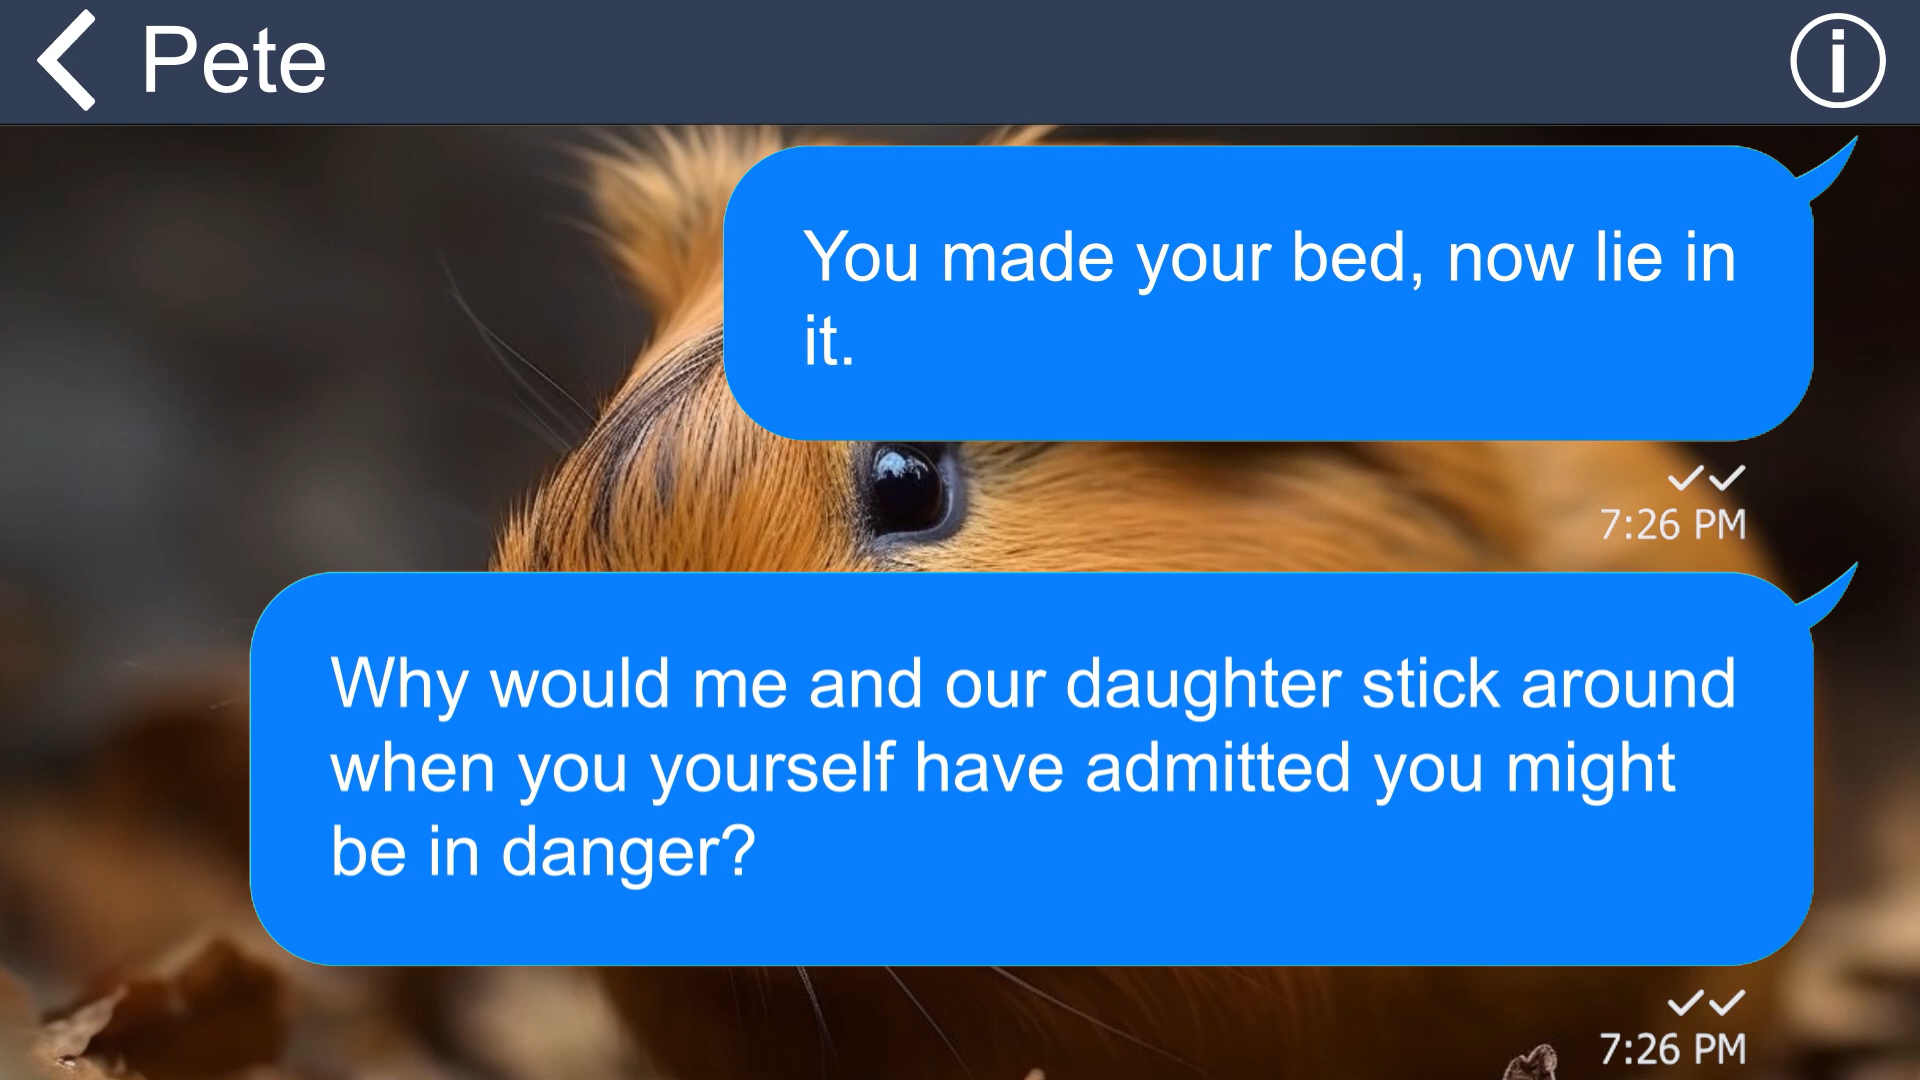 Pete
You made your bed, now lie in
it.
7:26 PM
Why would me and our daughter stick around
when you yourself have admitted you might
be in danger?
7:26 PM